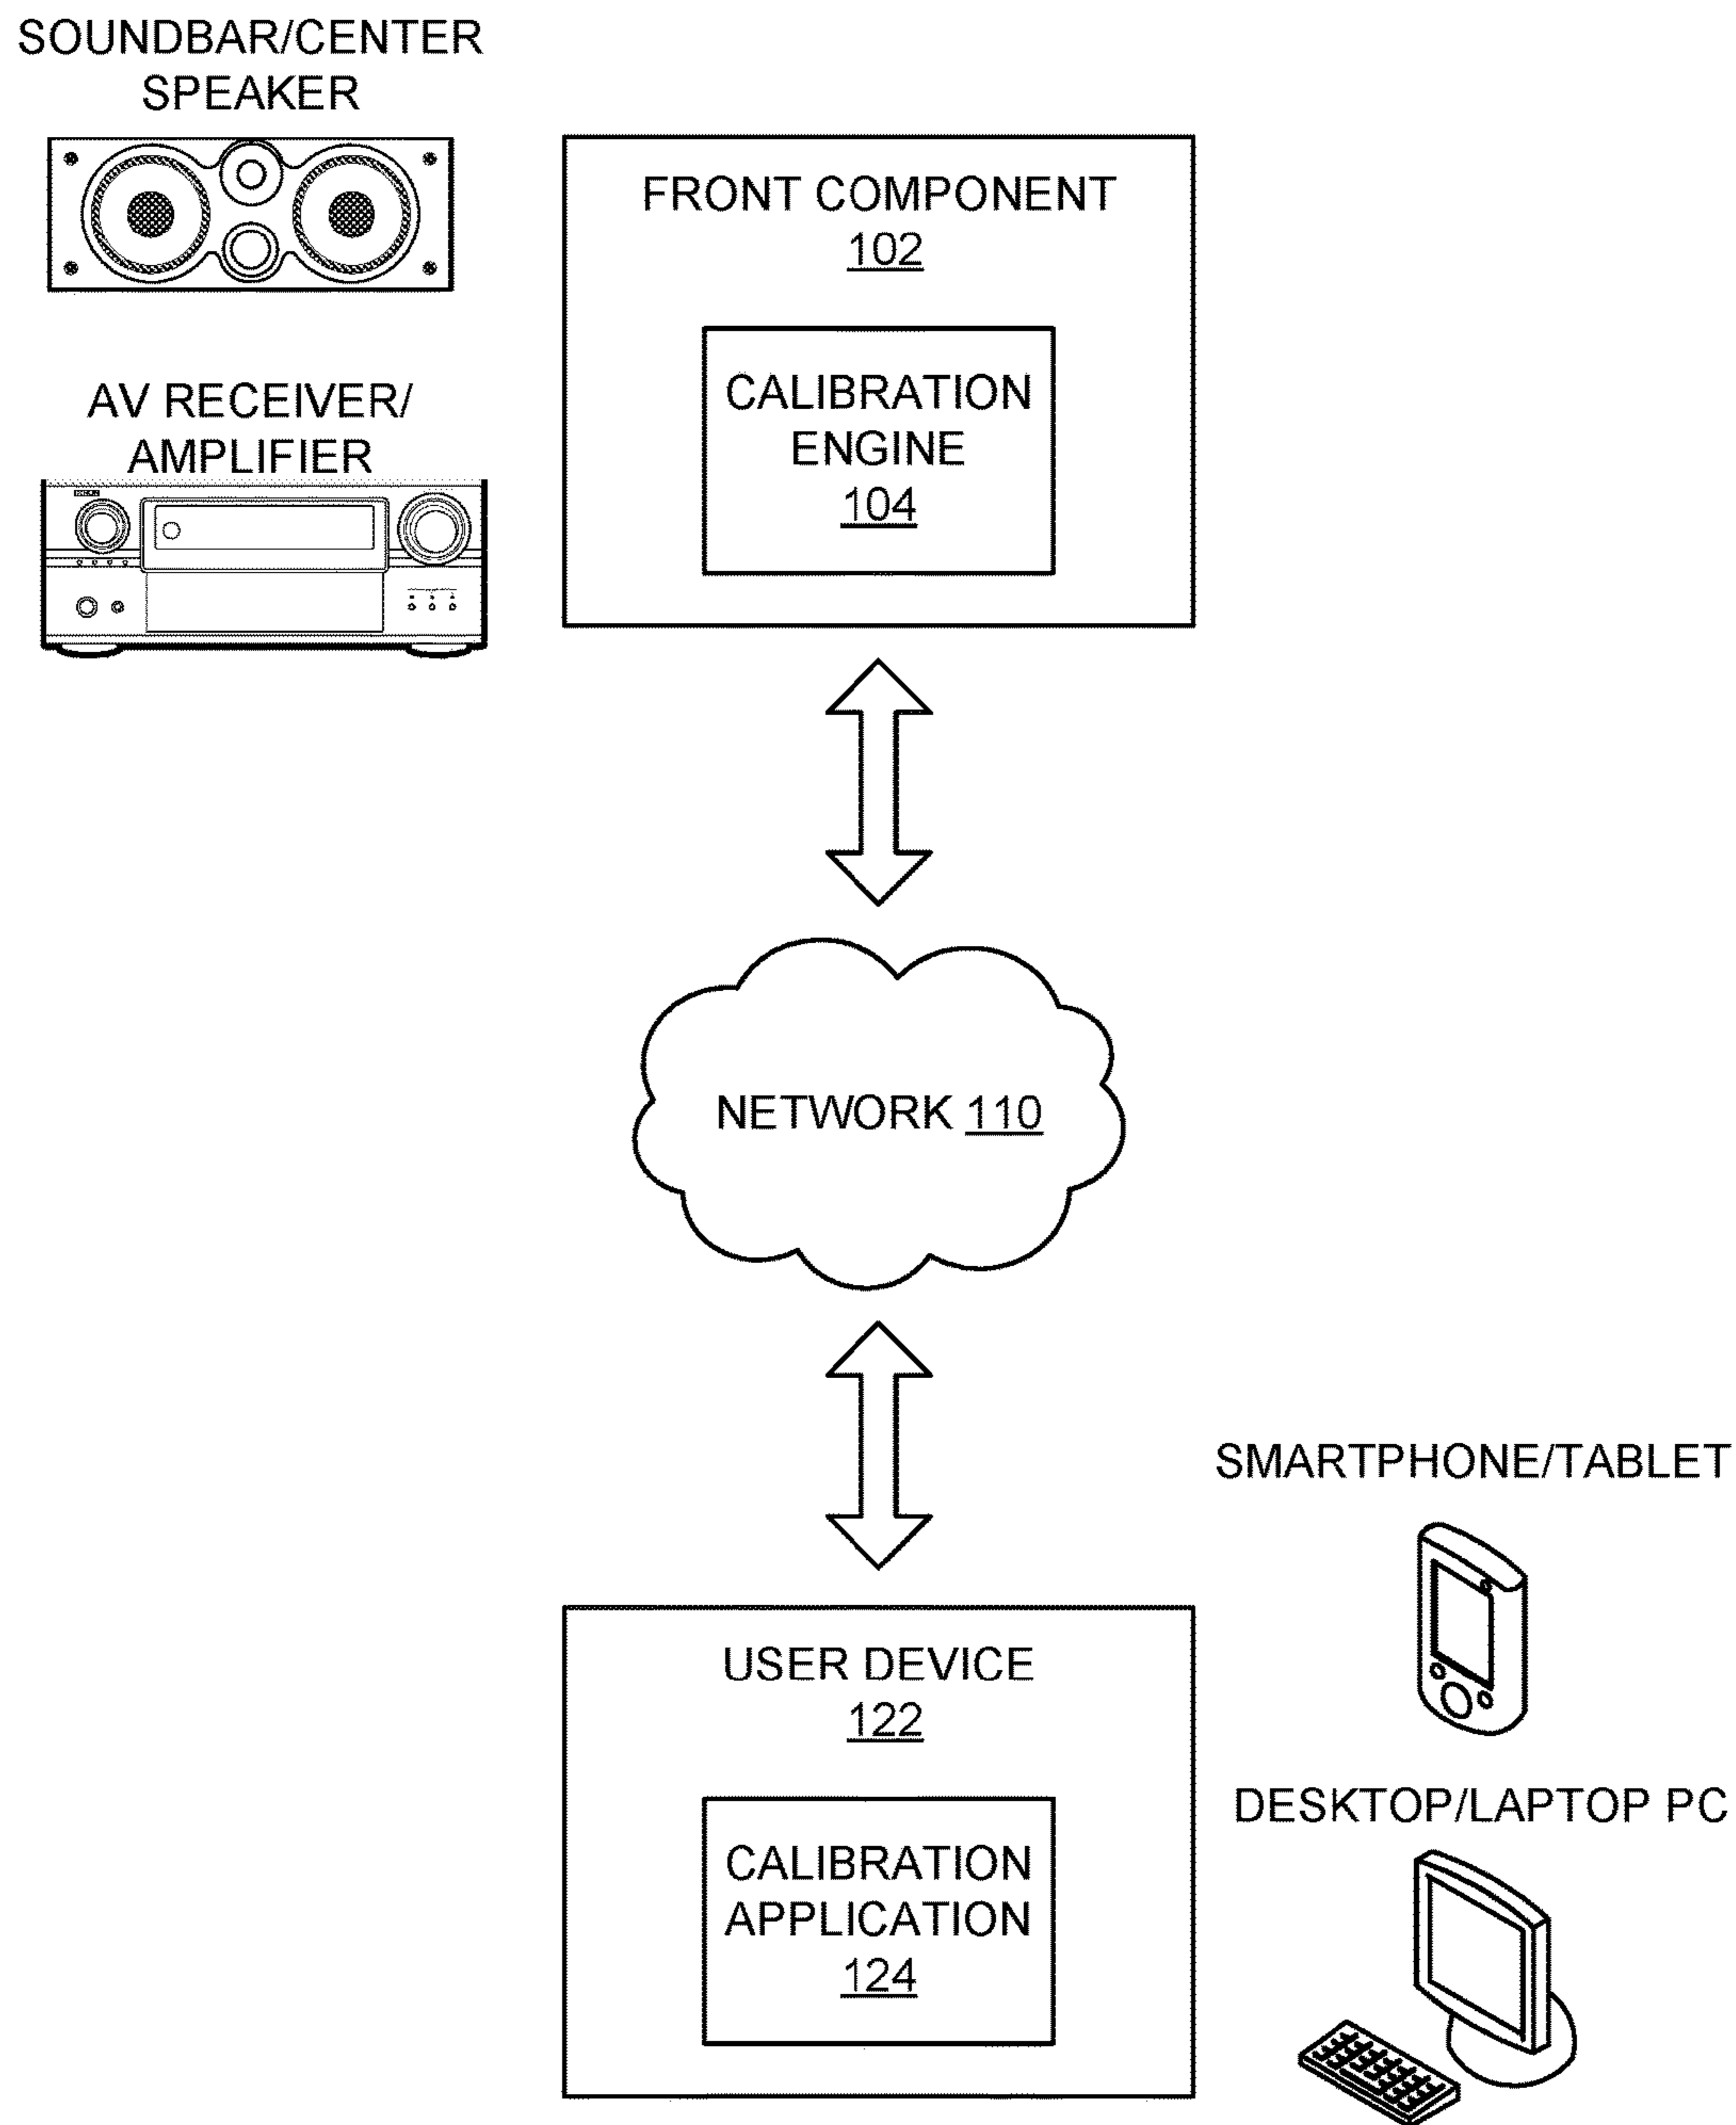 SOUNDBAR/CENTER
SPEAKER
FRONT COMPONENT
102
CALIBRATION
ENGINE
104
AV RECEIVER/
AMPLIFIER
NETWORK 110
SMARTPHONE/TABLET
USER DEVICE
122
DESKTOP/LAPTOP PC
CALIBRATION
APPLICATION
124